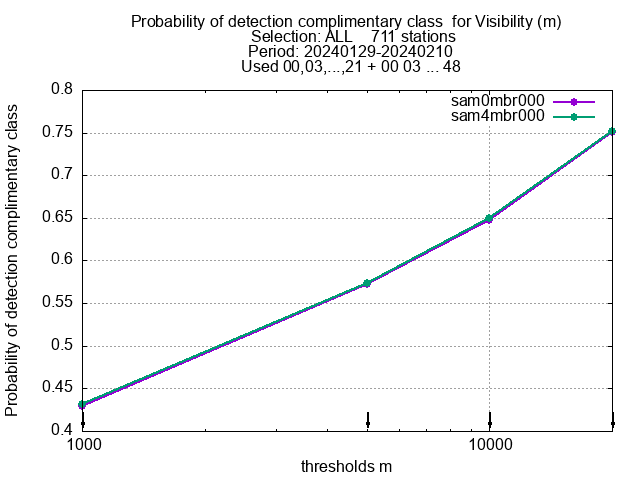 Probability of detection complimentary class  for Visibility (m)
Selection: ALL    711 stations
Period: 20240129-20240210
Used 00,03,...,21 + 00 03 ... 48
sam0mbr000
sam4mbr000
Probability of detection complimentary class
0.8
0.75
0.7
0.65
0.6
0.55
0.5
0.45
0.4
1000
10000
thresholds m